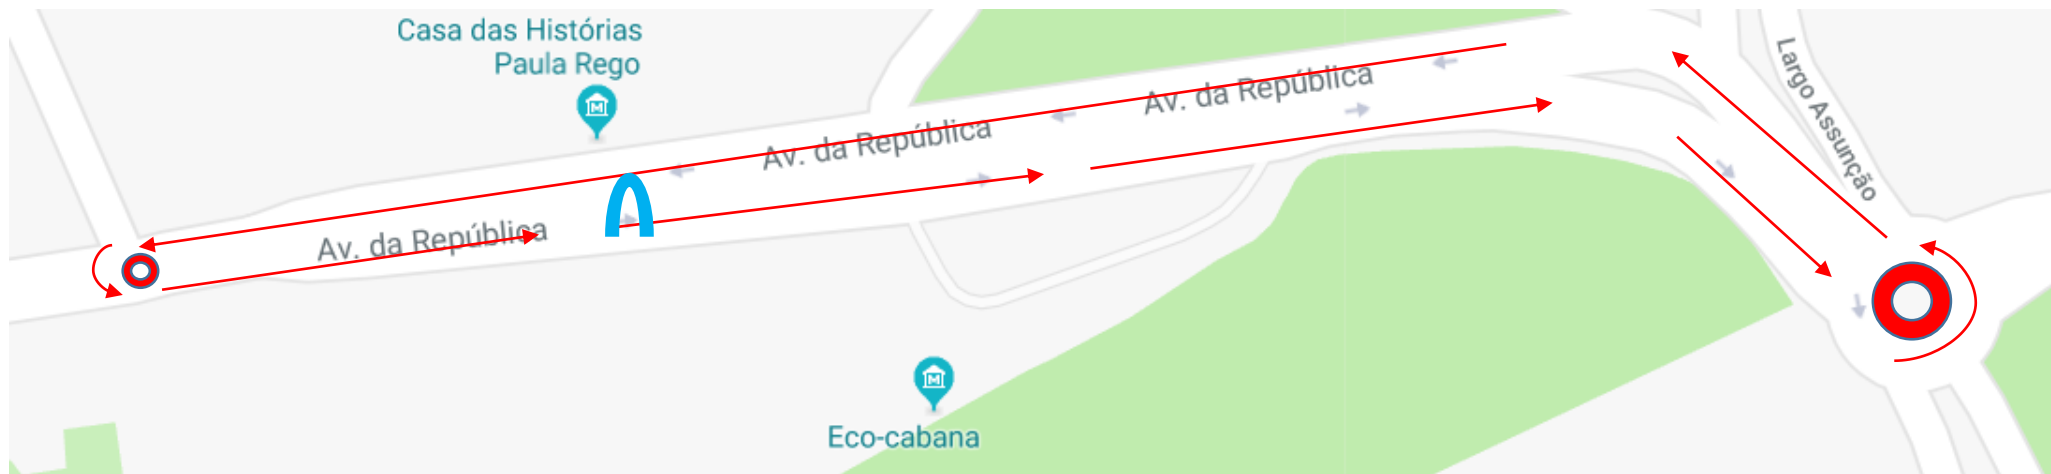 Casa das Histórias
Paula Rego
Av. da República
Av. da República
Av. da República
Largo Assunção
Eco-cabana